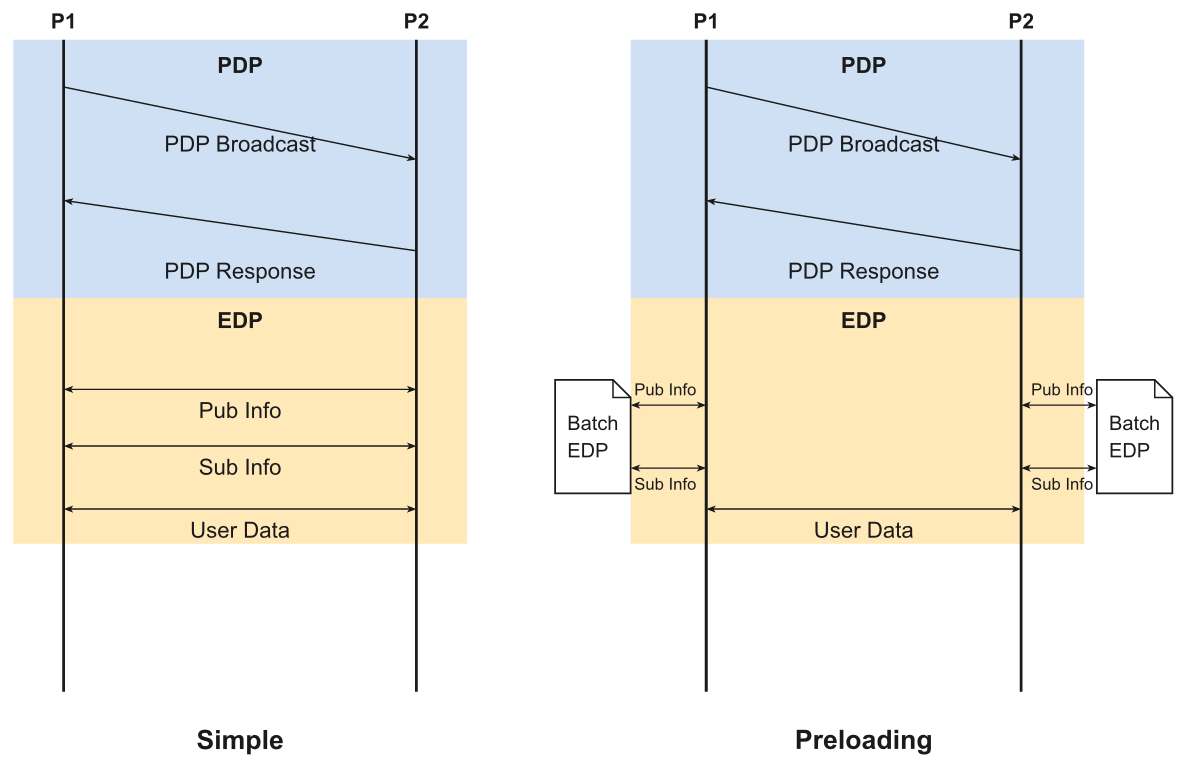 P1
P2
PDP
PDP Broadcast
PDP Response
EDP
Pub Info
Sub Info
User Data
Simple
P1
P2
PDP
PDP Broadcast
PDP Response
EDP
Batch
EDP
Pub Info
Sub Info
Pub Info
Sub Info
Batch
EDP
User Data
Preloading